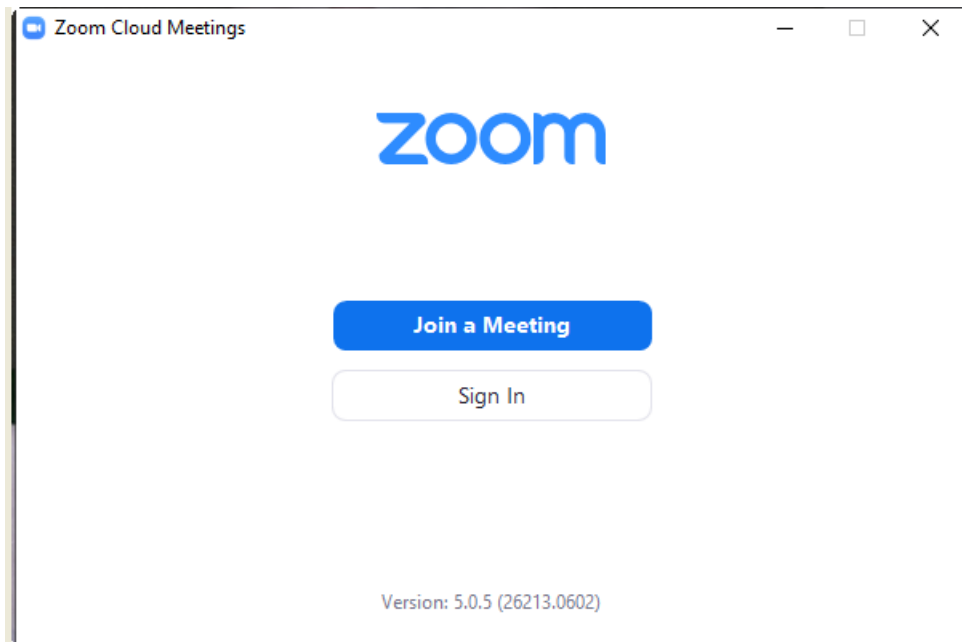 Zoom Cloud Meetings
zoom
Join a Meeting
Sign In
Version: 5.0.5 (26213.0602)